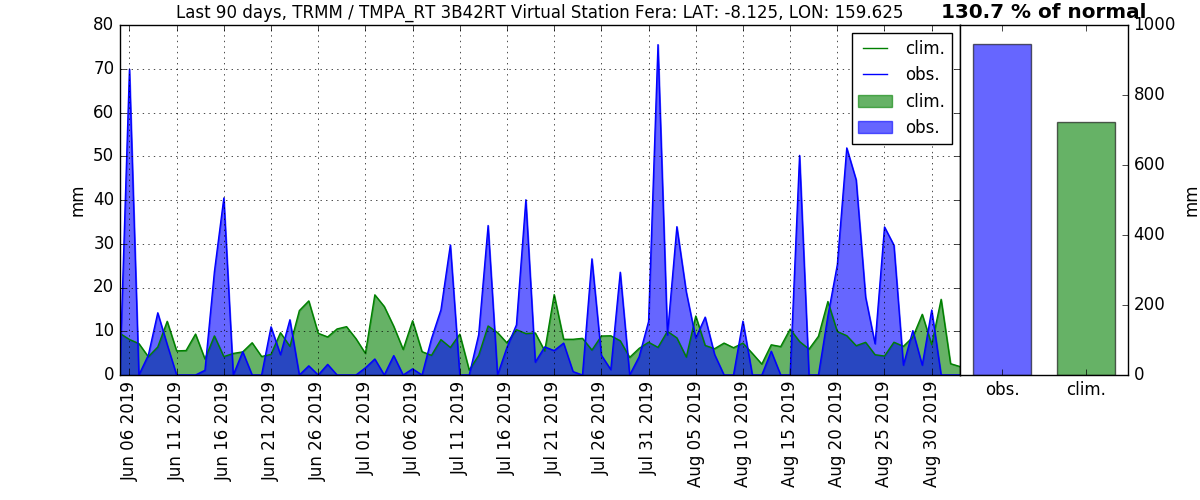 Last 90 days, TRMM / TMPA_RT 3B42RT Virtual Station Fera: LAT: -8.125, LON: 159.625
130.7 % of normal
80
70
60
50
40
30
20
10
0
mm
clim.
obs.
clim.
obs.
1000
800
600
400
200
0
mm
obs.
clim.
Jun 06 2019
Jun 11 2019
Jun 16 2019
Jun 21 2019
Jun 26 2019
Jul 01 2019
Jul 06 2019
Jul 11 2019
Jul 16 2019
Jul 21 2019
Jul 26 2019
Jul 31 2019
Aug 05 2019
Aug 10 2019
Aug 15 2019
Aug 20 2019
Aug 25 2019
Aug 30 2019